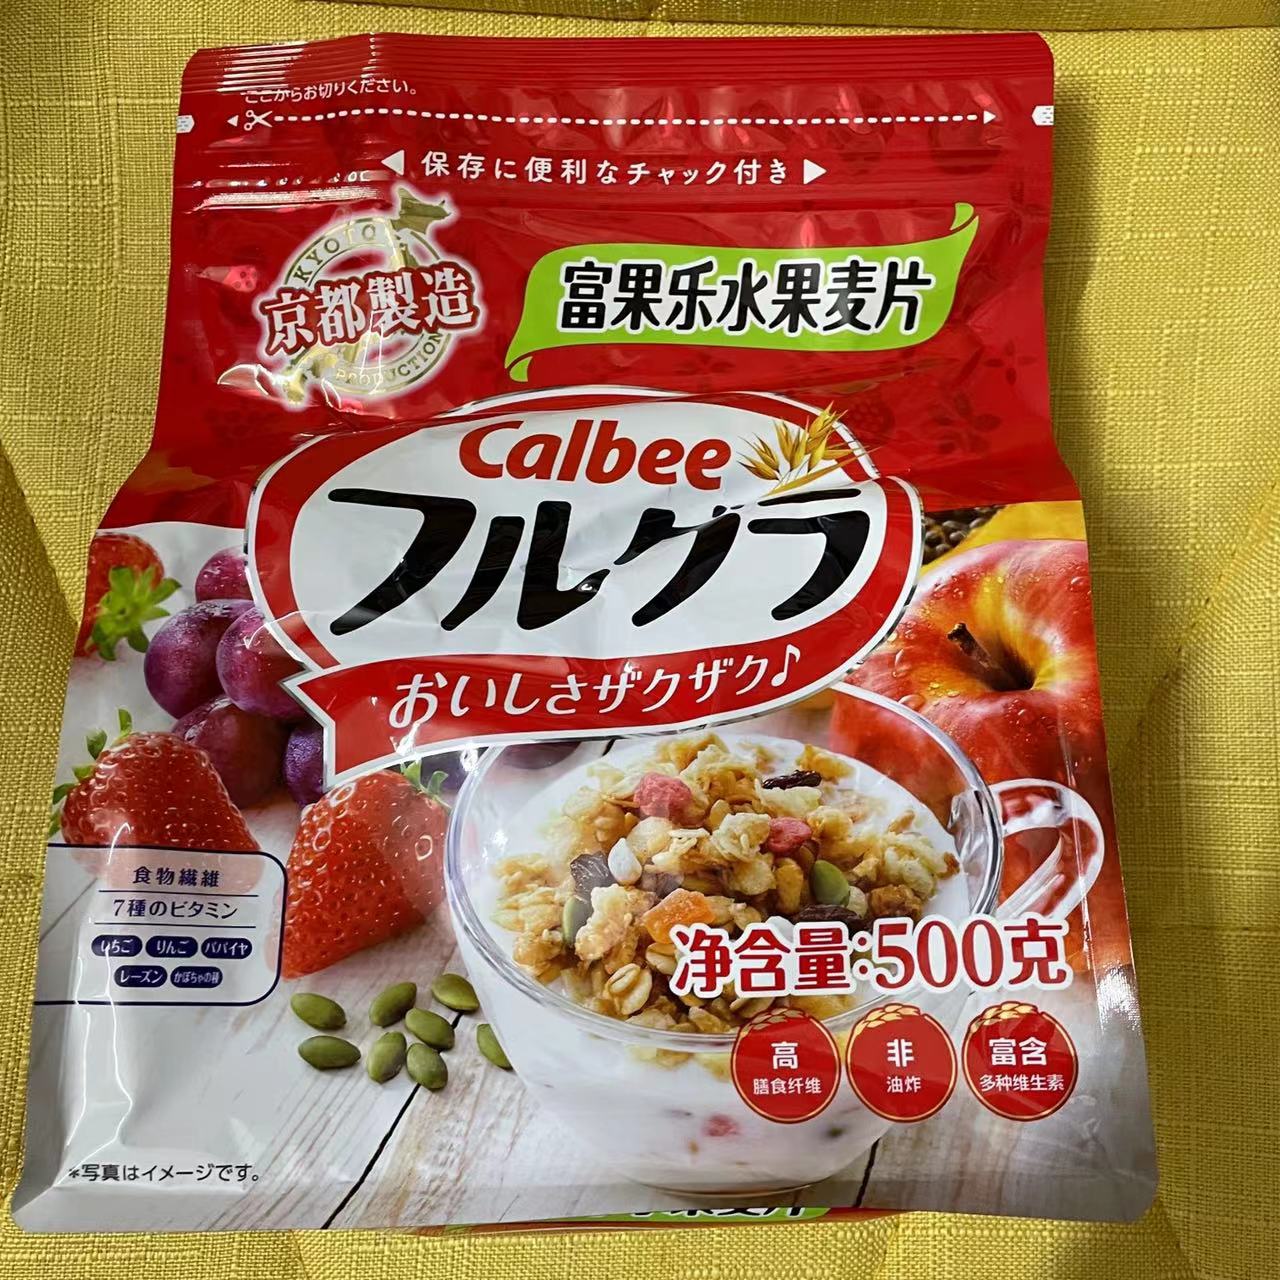 ここからお切りください。
保存に便利なチャック付き
KYOTO
京都製造
PRODUCTION
富果乐水果麦片
Calbee
フルグラ
おいしさザクザク♪
食物繊維
7種のビタミン
いちご りんご パパイヤ
レーズン かぼちゃの種
净含量:500克
高 膳食纤维
非 油炸
富含 多种维生素
*写真はイメージです。